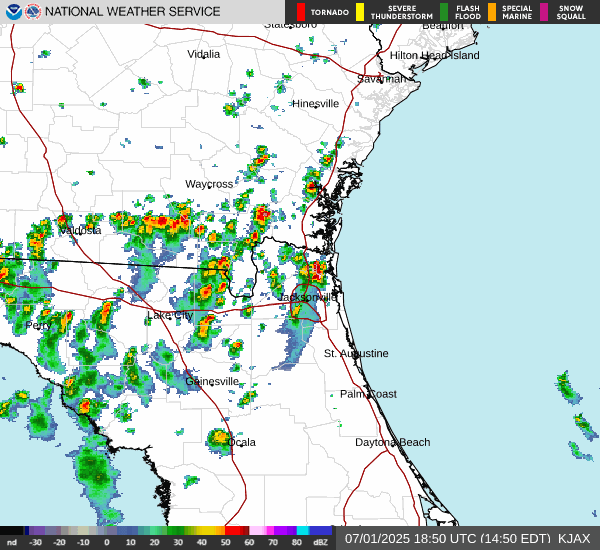 NATIONAL WEATHER SERVICE
TORNADO
SEVERE THUNDERSTORM
FLASH FLOOD
SPECIAL MARINE
SNOW SQUALL
Statesboro
Beaufort
Vidalia
Hilton Head Island
Savannah
Hinesville
Waycross
Valdosta
Jacksonville
Lake City
Perry
St. Augustine
Gainesville
Palm Coast
Ocala
Daytona Beach
nd -30 -20 -10 0 10 20 30 40 50 60 70 80 dBZ
07/01/2025 18:50 UTC (14:50 EDT) KJAX